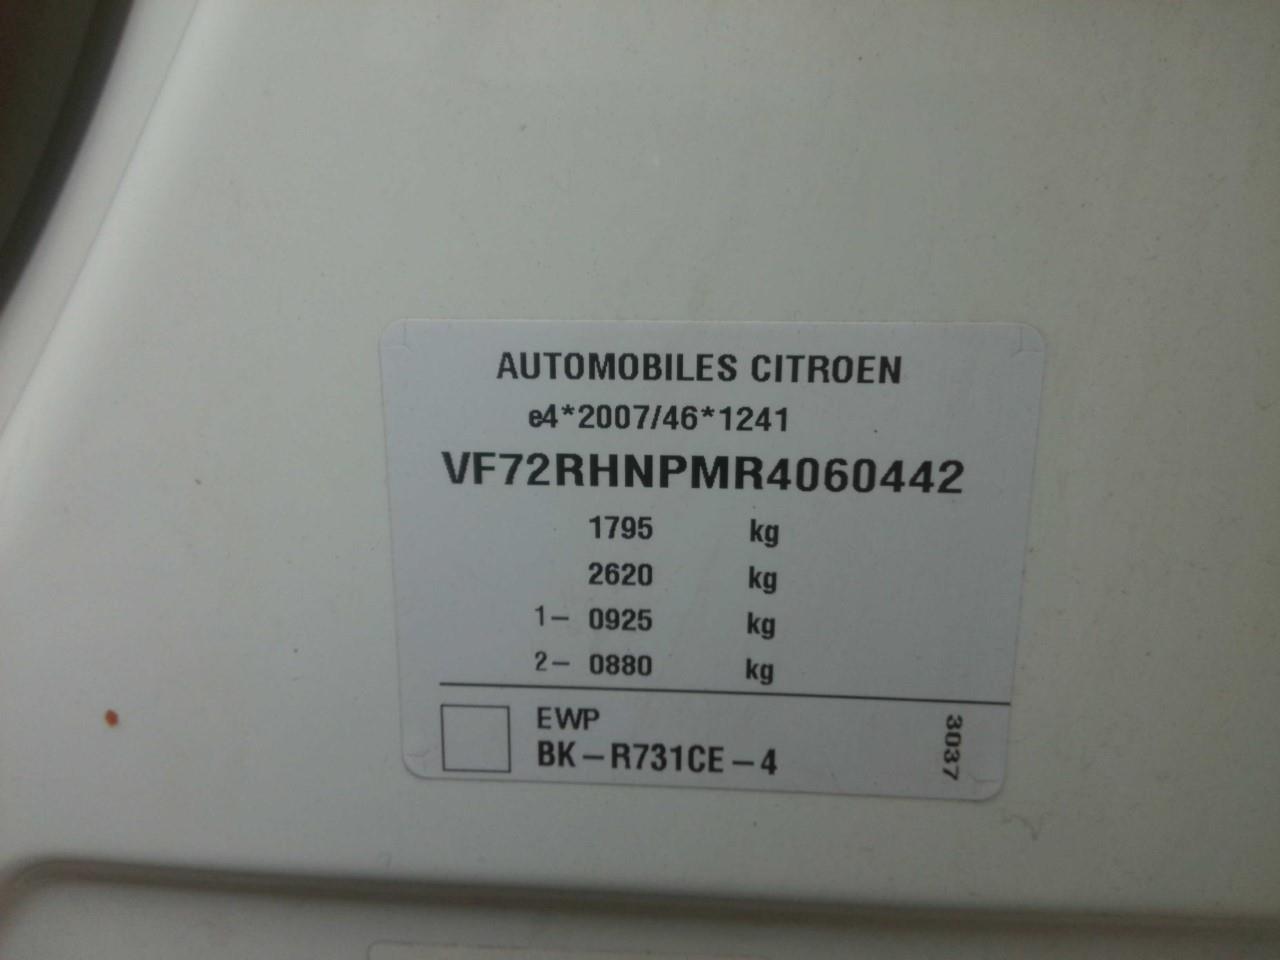 AUTOMOBILES CITROEN
e4*2007/46*1241
VF72RHNPMR4060442
1795 kg
2620 kg
1– 0925 kg
2– 0880 kg
EWP
BK–R731CE–4
3037